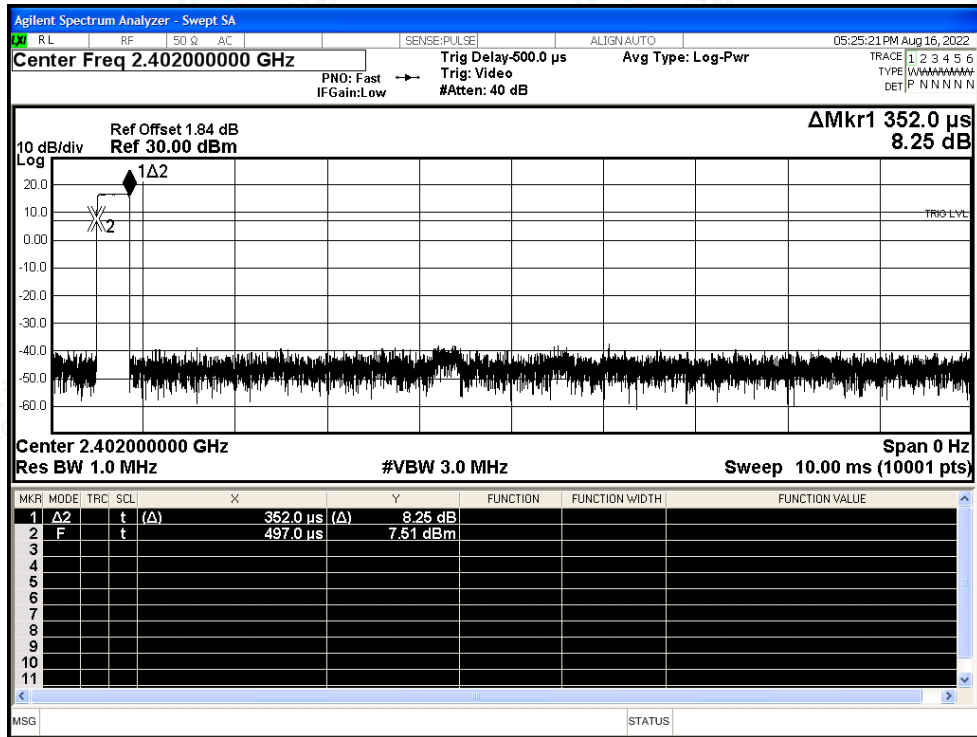 Agilent Spectrum Analyzer - Swept SA
LXI RL RF 50 Ω AC SENSE:PULSE ALIGN AUTO 05:25:21 PM Aug 16, 2022
Center Freq 2.402000000 GHz
Trig Delay-500.0 µs Avg Type: Log-Pwr TRACE 1 2 3 4 5 6
PNO: Fast Trig: Video TYPE W
IFGain:Low #Atten: 40 dB DET P N N N N N
ΔMkr1 352.0 µs
8.25 dB
Ref Offset 1.84 dB
10 dB/div Ref 30.00 dBm
Log
1Δ2
20.0
10.0
2
TRIG LVL
0.00
-10.0
-20.0
-30.0
-40.0
-50.0
-60.0
Center 2.402000000 GHz Span 0 Hz
Res BW 1.0 MHz #VBW 3.0 MHz Sweep 10.00 ms (10001 pts)
MKR MODE TRC SCL X Y FUNCTION FUNCTION WIDTH FUNCTION VALUE
1 Δ2 t (Δ) 352.0 µs (Δ) 8.25 dB
2 F t 497.0 µs 7.51 dBm
3
4
5
6
7
8
9
10
11
MSG STATUS